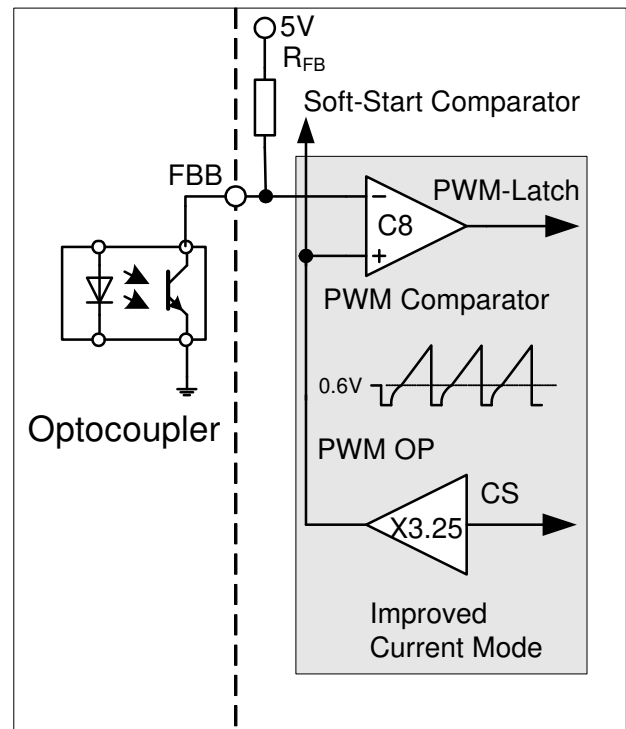 5V
R_FB
Soft-Start Comparator
FBB
PWM-Latch
−
C8
+
PWM Comparator
0.6V
Optocoupler
PWM OP
CS
X3.25
Improved
Current Mode